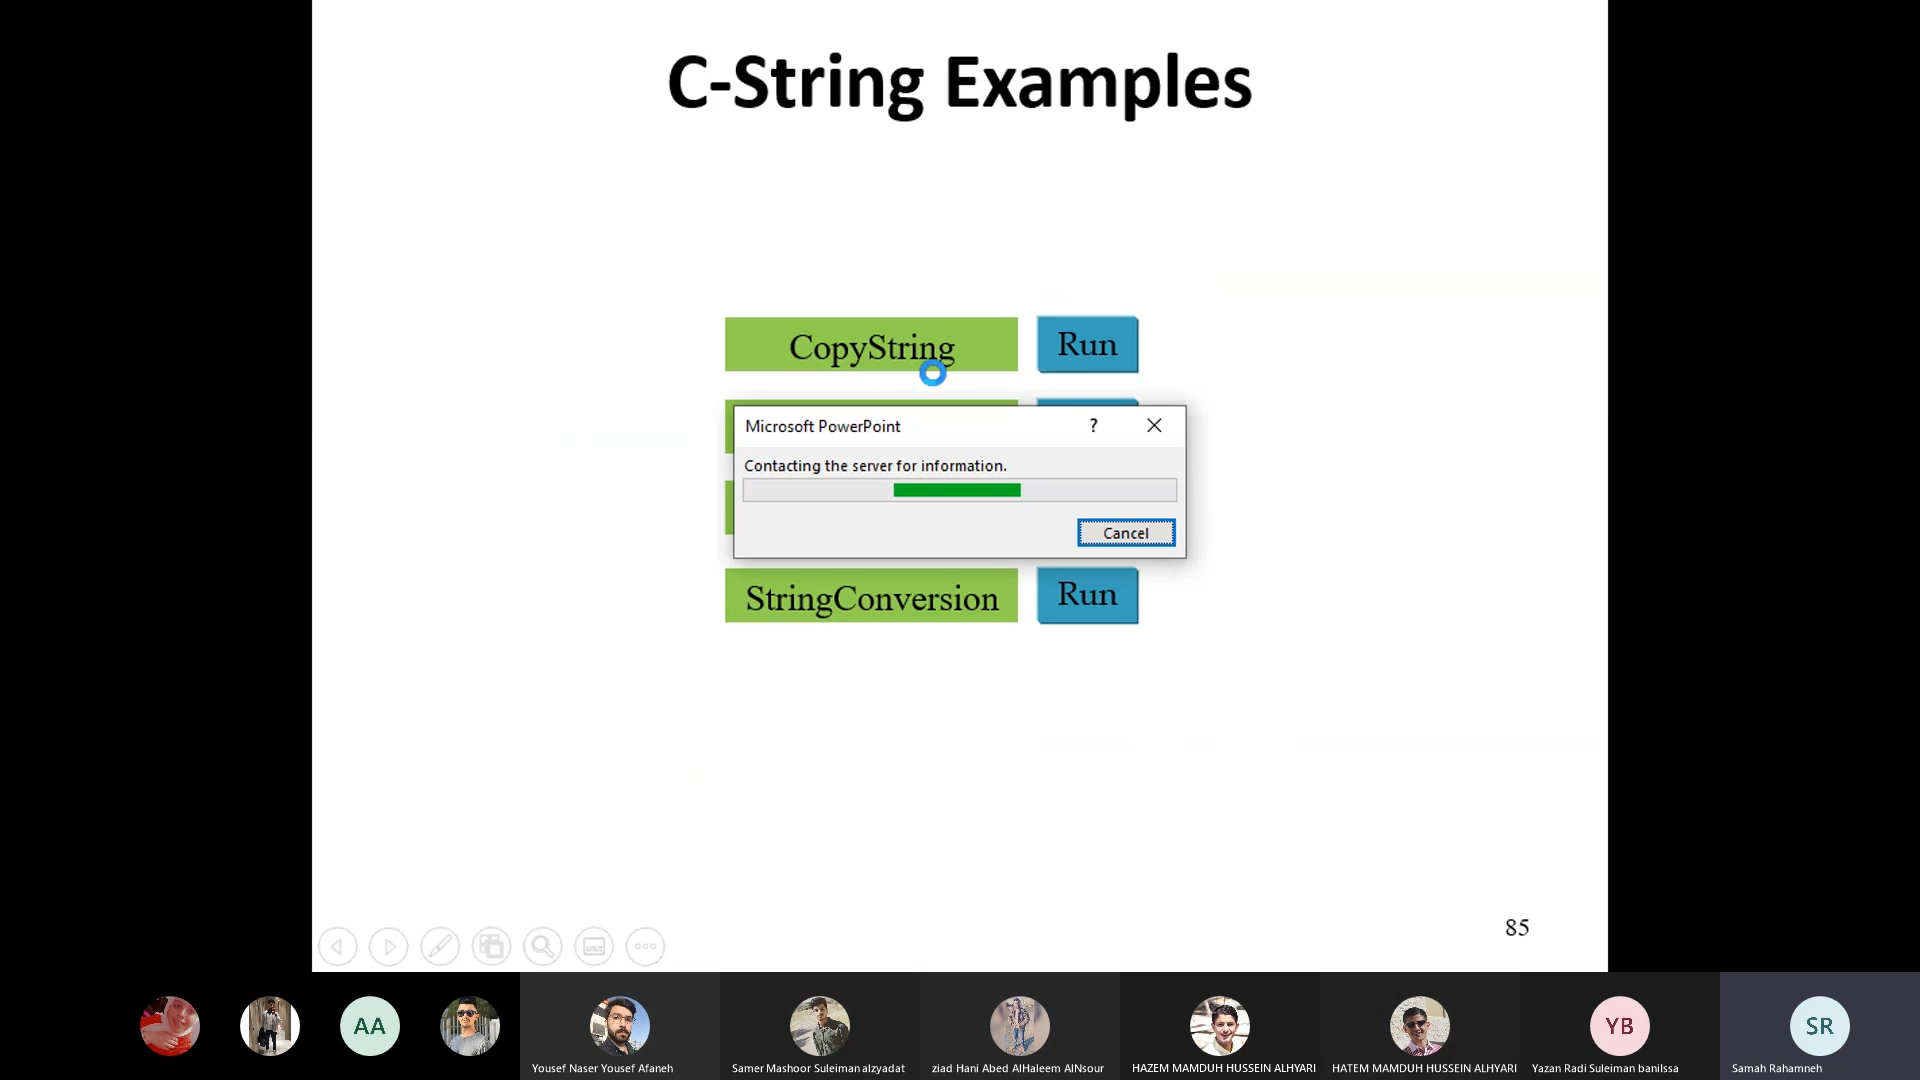 C-String Examples
CopyString
Run
Microsoft PowerPoint
?
Contacting the server for information.
Cancel
StringConversion
Run
85
AA
YB
SR
Yousef Naser Yousef Afaneh
Samer Mashoor Suleiman alzyadat
ziad Hani Abed AlHaleem AlNsour
HAZEM MAMDUH HUSSEIN ALHYARI
HATEM MAMDUH HUSSEIN ALHYARI
Yazan Radi Suleiman baniIssa
Samah Rahamneh